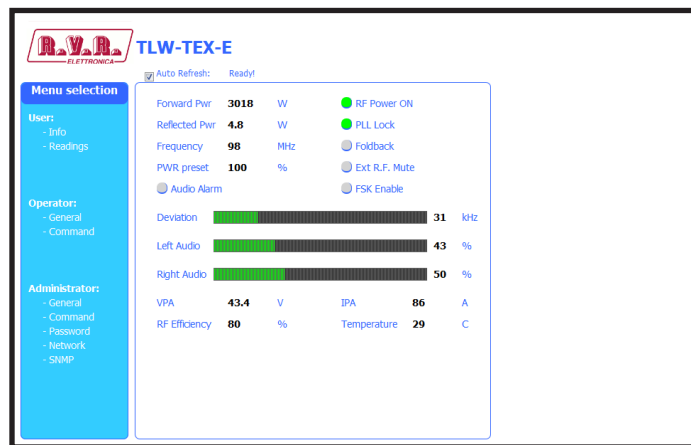 R.V.R.
ELETTRONICA
TLW-TEX-E
Auto Refresh: Ready!
Menu selection
User:
- Info
- Readings
Operator:
- General
- Command
Administrator:
- General
- Command
- Password
- Network
- SNMP
Forward Pwr 3018 W RF Power ON
Reflected Pwr 4.8 W PLL Lock
Frequency 98 MHz Foldback
PWR preset 100 % Ext R.F. Mute
Audio Alarm FSK Enable
Deviation 31 kHz
Left Audio 43 %
Right Audio 50 %
VPA 43.4 V IPA 86 A
RF Efficiency 80 % Temperature 29 C